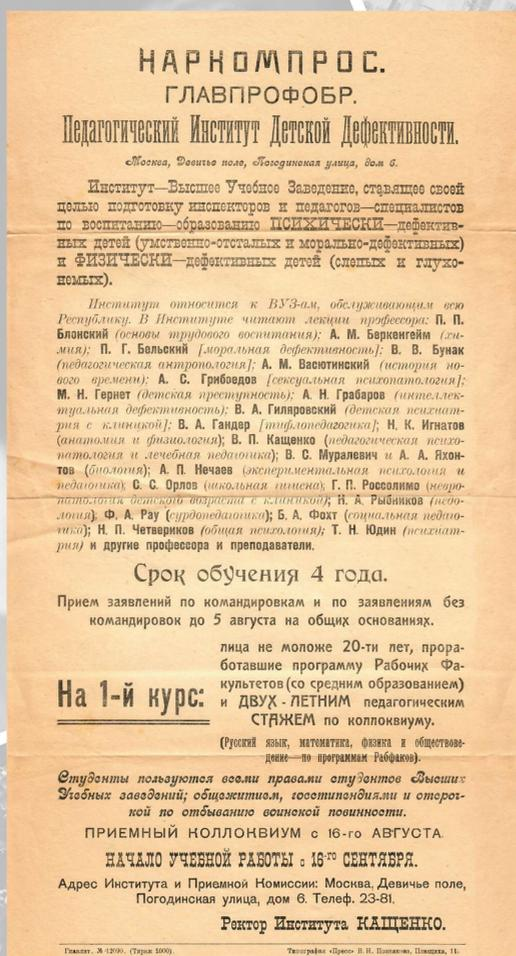 НАРКОМПРОС.
ГЛАВПРОФОБР.
Педагогический Институт Детской Дефективности.
Москва, Девичье поле, Погодинская улица, дом 6.
Институт—Высшее Учебное Заведение, ставящее своей
целью подготовку инспекторов и педагогов—специалистов
по воспитанию—образованию ПСИХИЧЕСКИ—дефектив-
ных детей (умственно-отсталых и морально-дефективных)
и ФИЗИЧЕСКИ—дефективных детей (слепых и глухо-
немых).
Институт относится к ВУЗ-ам, обслуживающим всю
Республику. В Институте читают лекции профессора: П. П.
Блонский (основы трудового воспитания); А. М. Беркенгейм (хи-
мия); П. Г. Бельский [моральная дефективность]; В. В. Бунак
(педагогическая антропология]; А. М. Васютинский (история но-
вого времени); А. С. Грибоедов [сексуальная психопатология];
М. Н. Гернет (детская преступность); А. Н. Грабаров (интеллек-
туальная дефективность); В. А. Гиляровский (детская психиат-
рия с клиникой]; В. А. Гандер [тифлопедагогика]; Н. К. Игнатов
(анатомия и физиология); В. П. Кащенко (педагогическая психо-
патология и лечебная педагогика); В. С. Муралевич и А. А. Яхон-
тов (биология); А. П. Нечаев (экспериментальная психология и
педагогика); С. С. Орлов (школьная гигиена); Г. П. Россолимо (невро-
патология детского возраста с клиникой); Н. А. Рыбников (педо-
логия); Ф. А. Рау (сурдопедагогика); Б. А. Фохт (социальная педаго-
гика); Н. П. Четвериков (общая психология); Т. Н. Юдин (психиат-
рия) и другие профессора и преподаватели.
Срок обучения 4 года.
Прием заявлений по командировкам и по заявлениям без
командировок до 5 августа на общих основаниях.
На 1-й курс:
лица не моложе 20-ти лет, прора-
ботавшие программу Рабочих Фа-
культетов (со средним образованием)
и ДВУХ-ЛЕТНИМ педагогическим
СТАЖЕМ по коллоквиуму.
(Русский язык, математика, физика и обществове-
дение—по программам Рабфаков).
Студенты пользуются всеми правами студентов Высших
Учебных заведений; общежитием, госстипендиями и отсроч-
кой по отбыванию воинской повинности.
ПРИЕМНЫЙ КОЛЛОКВИУМ с 16-го АВГУСТА.
НАЧАЛО УЧЕБНОЙ РАБОТЫ с 16-го СЕНТЯБРЯ.
Адрес Института и Приемной Комиссии: Москва, Девичье поле,
Погодинская улица, дом 6. Телеф. 23-81.
Ректор Института КАЩЕНКО.
Главлит. № 12090. (Тираж 1000). Типография «Пресс» В. Н. Позднякова, Плющиха, 11.